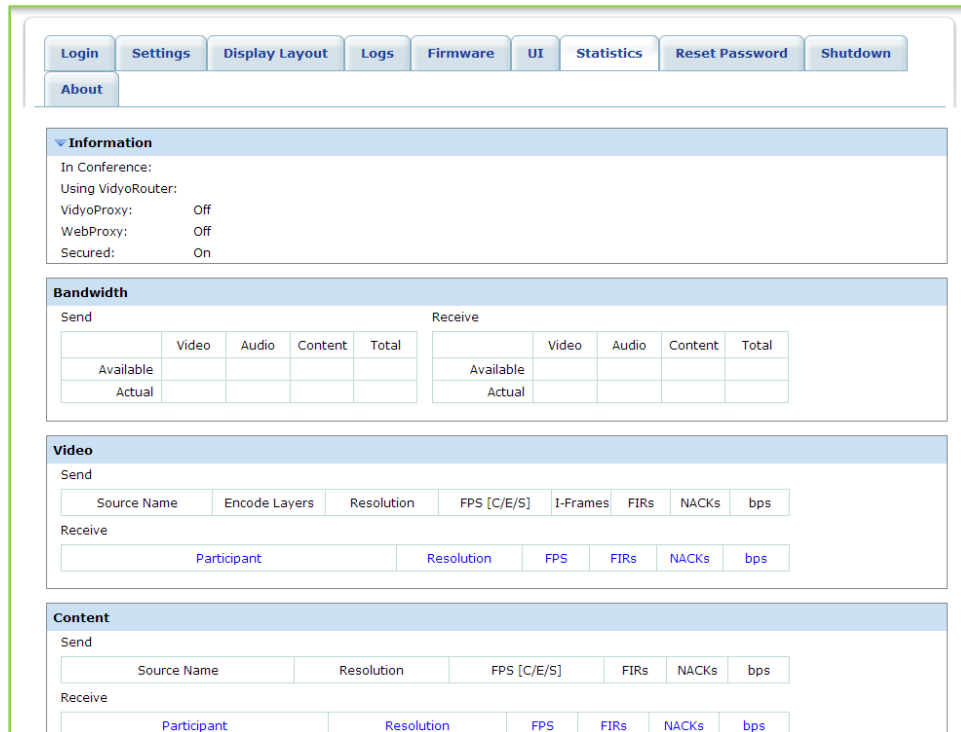 Login Settings Display Layout Logs Firmware UI Statistics Reset Password Shutdown
About
Information
In Conference:
Using VidyoRouter:
VidyoProxy: Off
WebProxy: Off
Secured: On
Bandwidth
Send Receive
Video Audio Content Total Video Audio Content Total
Available Available
Actual Actual
Video
Send
Source Name Encode Layers Resolution FPS [C/E/S] I-Frames FIRs NACKs bps
Receive
Participant Resolution FPS FIRs NACKs bps
Content
Send
Source Name Resolution FPS [C/E/S] FIRs NACKs bps
Receive
Participant Resolution FPS FIRs NACKs bps